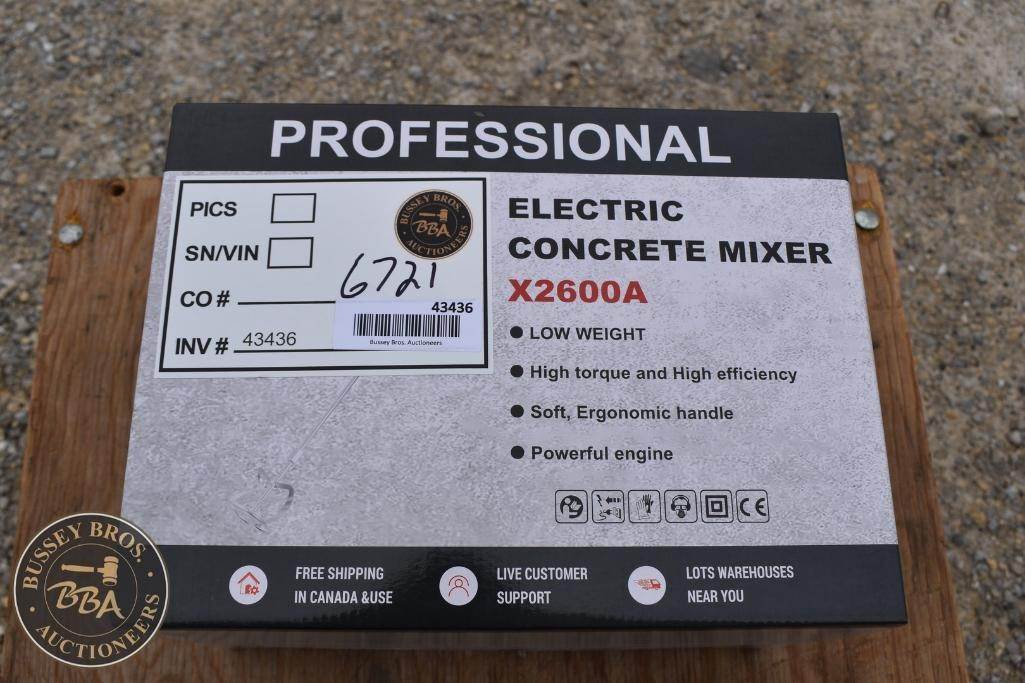 PROFESSIONAL
PICS
SN/VIN
CO #
6721
INV # 43436
43436
Bussey Bros. Auctioneers
BUSSEY BROS.
BBA
AUCTIONEERS
ELECTRIC
CONCRETE MIXER
X2600A
● LOW WEIGHT
● High torque and High efficiency
● Soft, Ergonomic handle
● Powerful engine
CE
FREE SHIPPING
IN CANADA &USE
LIVE CUSTOMER
SUPPORT
LOTS WAREHOUSES
NEAR YOU
BUSSEY BROS.
BBA
AUCTIONEERS